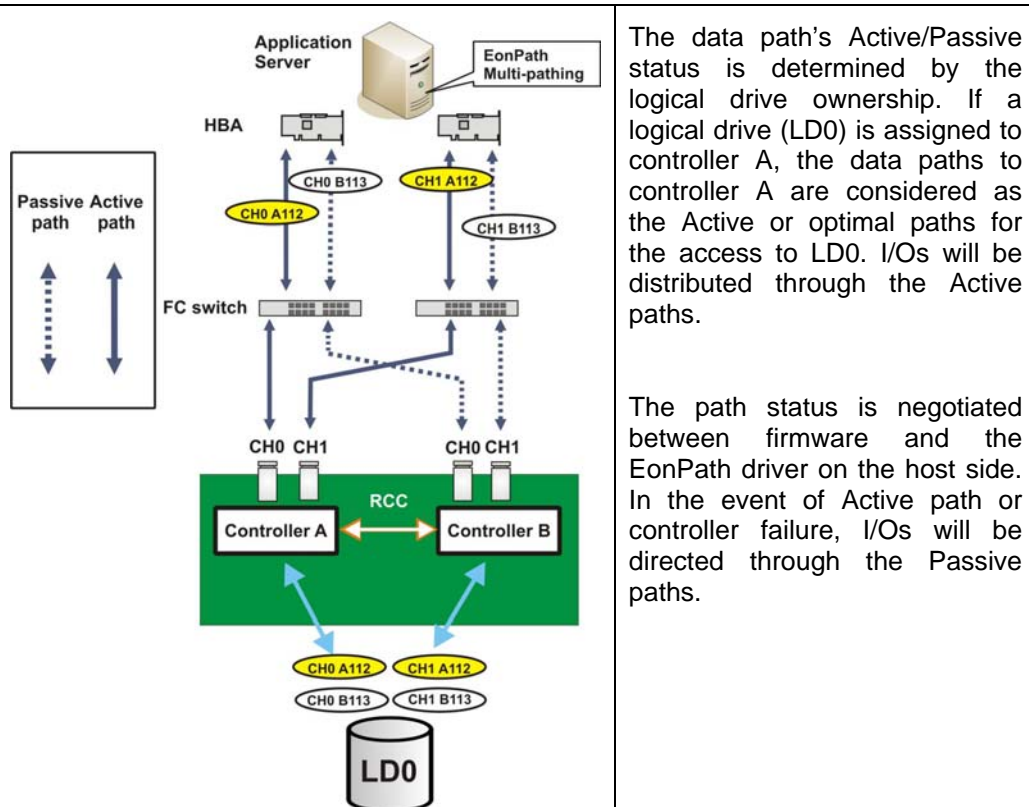 Application
Server
EonPath
Multi-pathing
HBA
Passive path
Active path
CH0 B113
CH1 A112
CH0 A112
CH1 B113
FC switch
CH0 CH1
CH0 CH1
RCC
Controller A
Controller B
CH0 A112
CH1 A112
CH0 B113
CH1 B113
LD0
The data path’s Active/Passive
status is determined by the
logical drive ownership. If a
logical drive (LD0) is assigned to
controller A, the data paths to
controller A are considered as
the Active or optimal paths for
the access to LD0. I/Os will be
distributed through the Active
paths.
The path status is negotiated
between firmware and the
EonPath driver on the host side.
In the event of Active path or
controller failure, I/Os will be
directed through the Passive
paths.